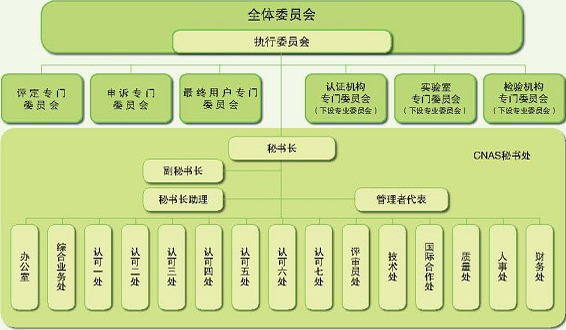 全体委员会
执行委员会
评定专门
委员会
申诉专门
委员会
最终用户专门
委员会
认证机构
专门委员会
（下设专业委员会）
实验室
专门委员会
（下设专业委员会）
检验机构
专门委员会
（下设专业委员会）
秘书长
CNAS秘书处
副秘书长
秘书长助理
管理者代表
办公室
综合业务处
认可一处
认可二处
认可三处
认可四处
认可五处
认可六处
认可七处
评审员处
技术处
国际合作处
质量处
人事处
财务处